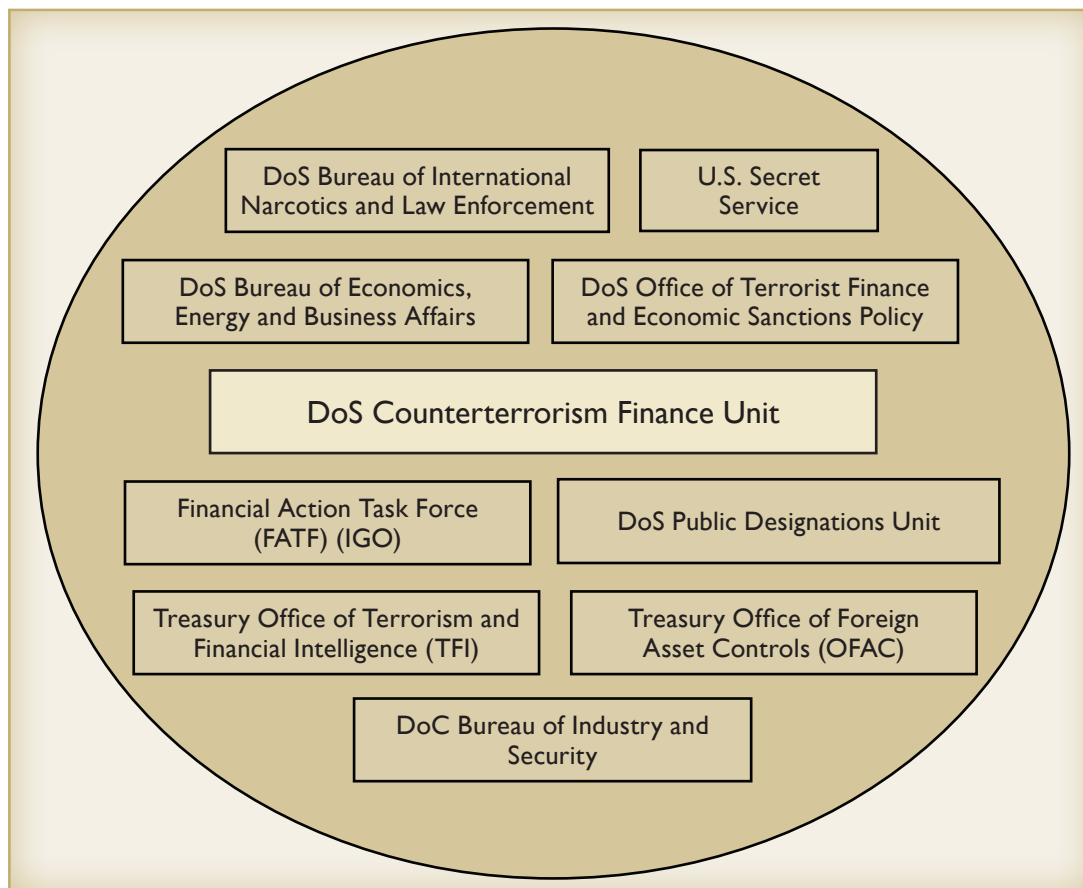 DoS Bureau of International
Narcotics and Law Enforcement
U.S. Secret
Service
DoS Bureau of Economics,
Energy and Business Affairs
DoS Office of Terrorist Finance
and Economic Sanctions Policy
DoS Counterterrorism Finance Unit
Financial Action Task Force
(FATF) (IGO)
DoS Public Designations Unit
Treasury Office of Terrorism and
Financial Intelligence (TFI)
Treasury Office of Foreign
Asset Controls (OFAC)
DoC Bureau of Industry and
Security